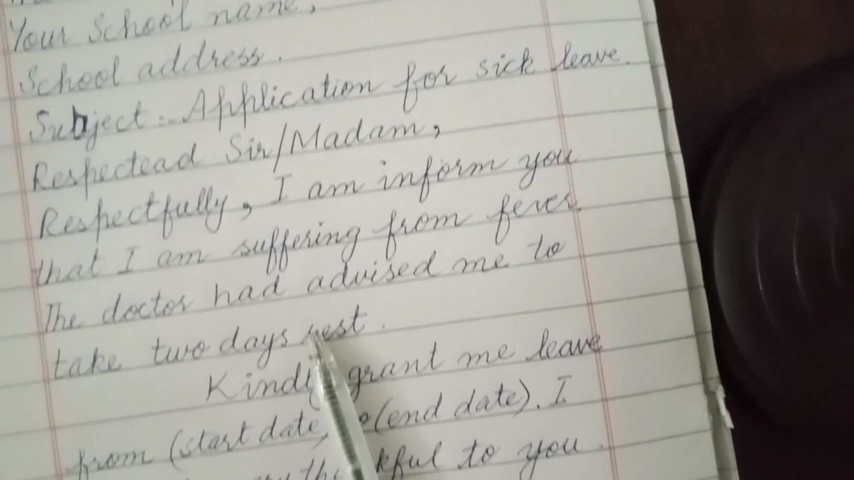 Your School name,
School address.
Subject:- Application for sick leave.
Respectead Sir/Madam,
Respectfully, I am inform you
that I am suffering from fever.
The doctor had advised me to
take two days rest.
Kindl grant me leave
from (start date) (end date). I
to you